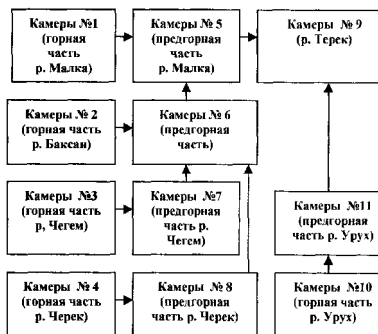 Камеры №1
(горная
часть
р. Малка)
Камеры № 5
(предгорная
часть
р. Малка)
Камеры № 9
(р. Терек)
Камеры № 2
(горная часть
р. Баксан)
Камеры № 6
(предгорная
часть)
Камеры №3
(горная часть
р, Чегем)
Камеры №7
(предгорная
часть р.
Чегем)
Камеры №11
(предгорная
часть р. Урух)
Камеры № 4
(горная часть
р. Черек)
Камеры № 8
(предгорная
часть р. Черек)
Камеры №10
(горная часть
р. Урух)